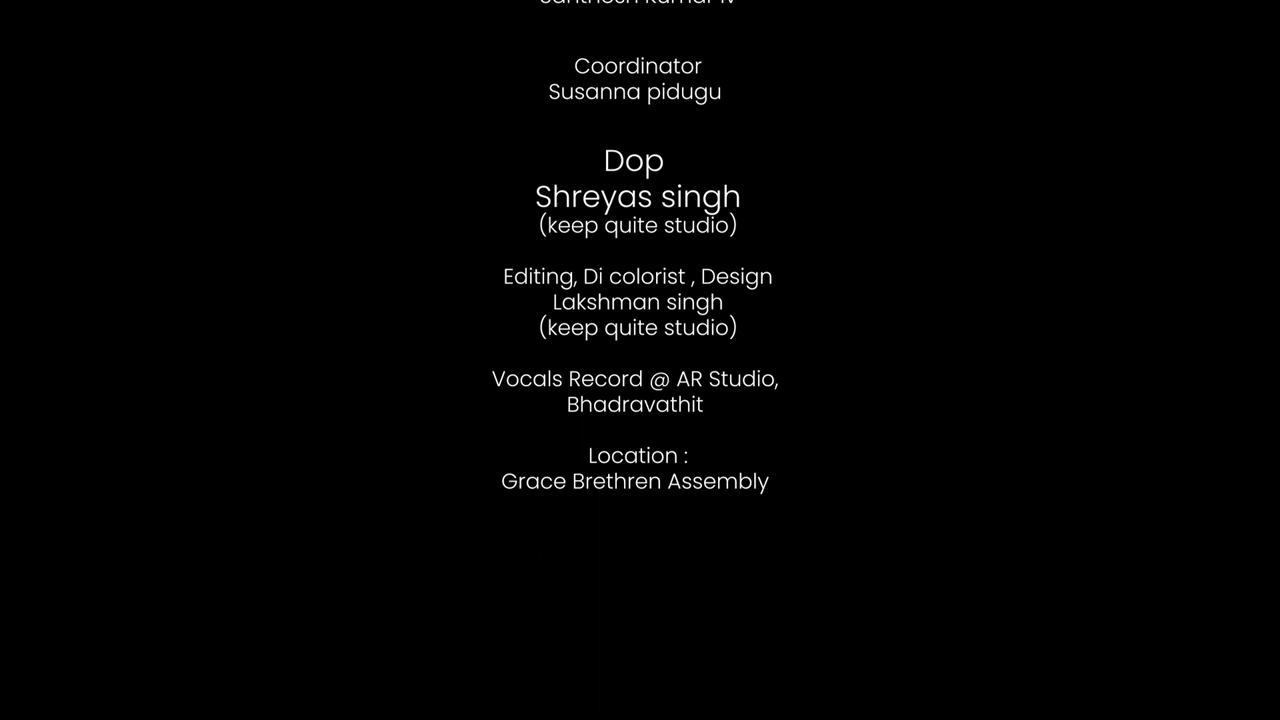 Coordinator
Susanna pidugu
Dop
Shreyas singh
(keep quite studio)
Editing, Di colorist , Design
Lakshman singh
(keep quite studio)
Vocals Record @ AR Studio,
Bhadravathit
Location :
Grace Brethren Assembly